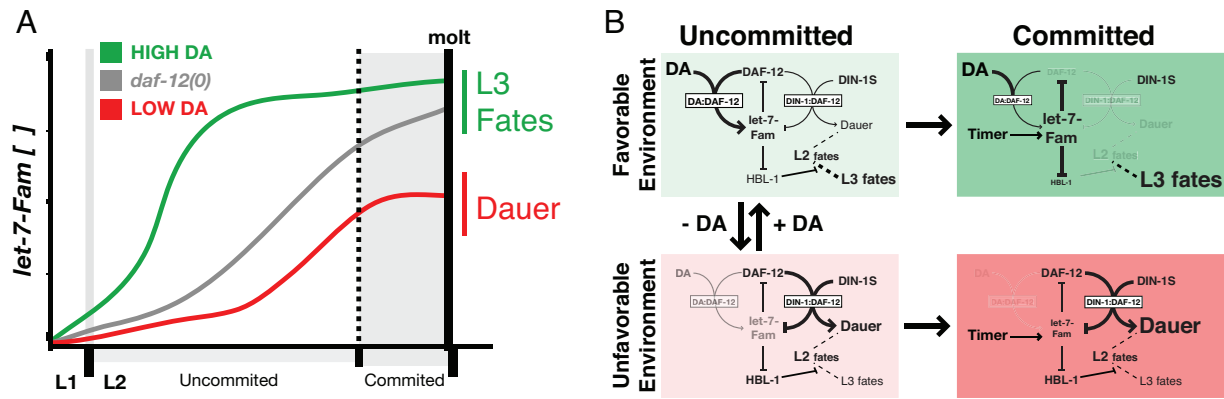 A
HIGH DA
daf-12(0)
LOW DA
let-7-Fam [ ]
molt
L3
Fates
Dauer
L1
L2
Uncommited
Commited
B
Uncommitted
Committed
Favorable
Environment
DA
DAF-12
DIN-1S
DA:DAF-12
DIN-1:DAF-12
let-7-
Fam
Dauer
L2 fates
HBL-1
L3 fates
DA
DAF-12
DIN-1S
DA:DAF-12
DIN-1:DAF-12
let-7-
Fam
Timer
Dauer
L2 fates
HBL-1
L3 fates
- DA
+ DA
Unfavorable
Environment
DA
DAF-12
DIN-1S
DA:DAF-12
DIN-1:DAF-12
let-7-
Fam
Dauer
L2 fates
HBL-1
L3 fates
DA
DAF-12
DIN-1S
DA:DAF-12
DIN-1:DAF-12
let-7-
Fam
Timer
Dauer
L2 fates
HBL-1
L3 fates